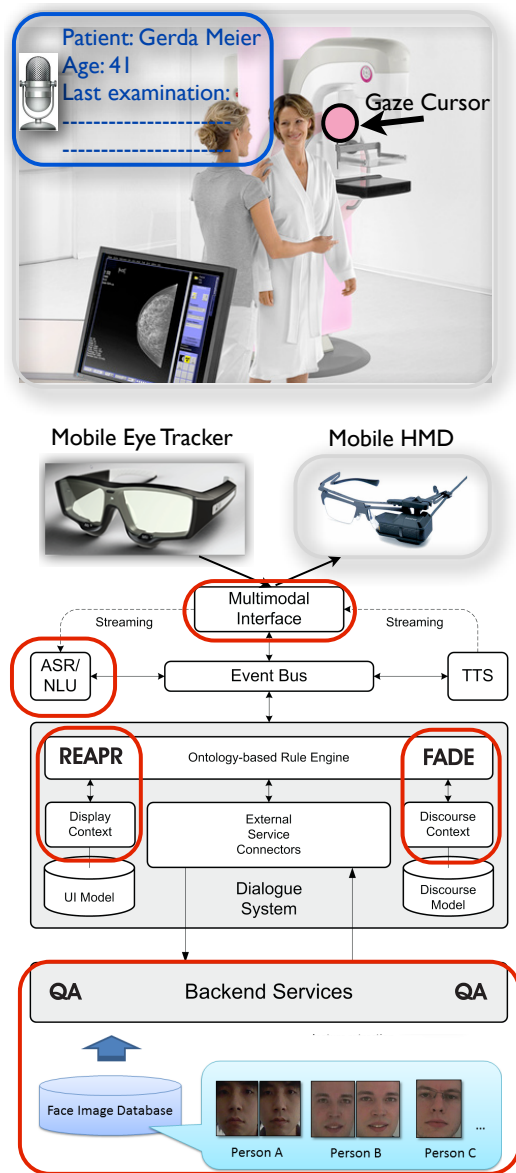 Patient: Gerda Meier
Age: 41
Last examination:
Gaze Cursor
Mobile Eye Tracker
Mobile HMD
Multimodal
Interface
Streaming
Streaming
ASR/
NLU
Event Bus
TTS
REAPR
Ontology-based Rule Engine
FADE
Display
Context
External
Service
Connectors
Discourse
Context
UI Model
Dialogue
System
Discourse
Model
QA
Backend Services
QA
Face Image Database
Person A
Person B
Person C
...